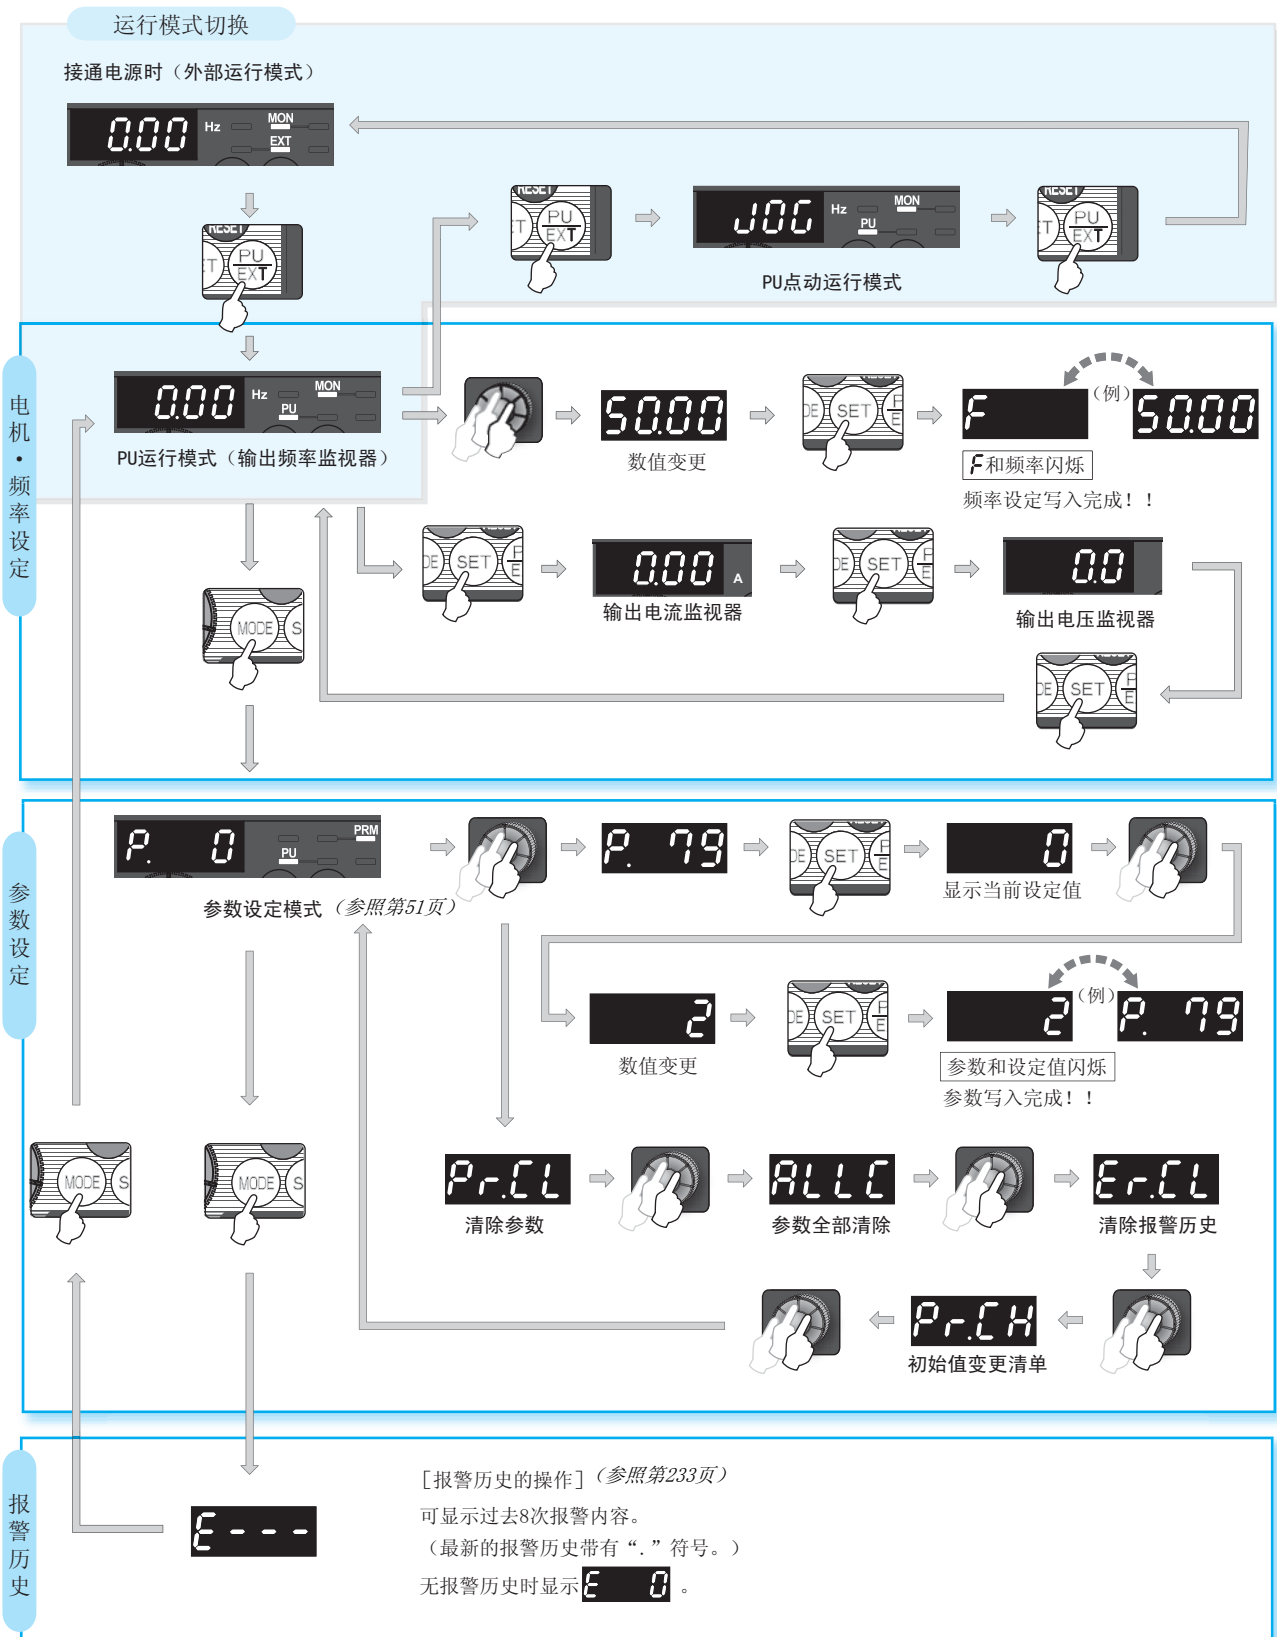 运行模式切换
接通电源时（外部运行模式）
0.00 Hz MON EXT
RESET PU EXT
RESET PU EXT
JOG Hz MON PU
RESET PU EXT
PU点动运行模式
电机・频率设定
0.00 Hz MON PU
PU运行模式（输出频率监视器）
50.00
数值变更
SET
F
（例）
50.00
F和频率闪烁
频率设定写入完成！！
SET
0.00 A
输出电流监视器
SET
0.0
输出电压监视器
MODE
SET
参数设定
P. 0 PRM PU
参数设定模式（参照第51页）
P. 79
SET
0
显示当前设定值
2
数值变更
SET
2
（例）
P. 79
参数和设定值闪烁
参数写入完成！！
MODE
MODE
Pr.CL
清除参数
ALLC
参数全部清除
Er.CL
清除报警历史
Pr.CH
初始值变更清单
报警历史
E---
［报警历史的操作］（参照第233页）
可显示过去8次报警内容。
（最新的报警历史带有“.”符号。）
无报警历史时显示E 0。